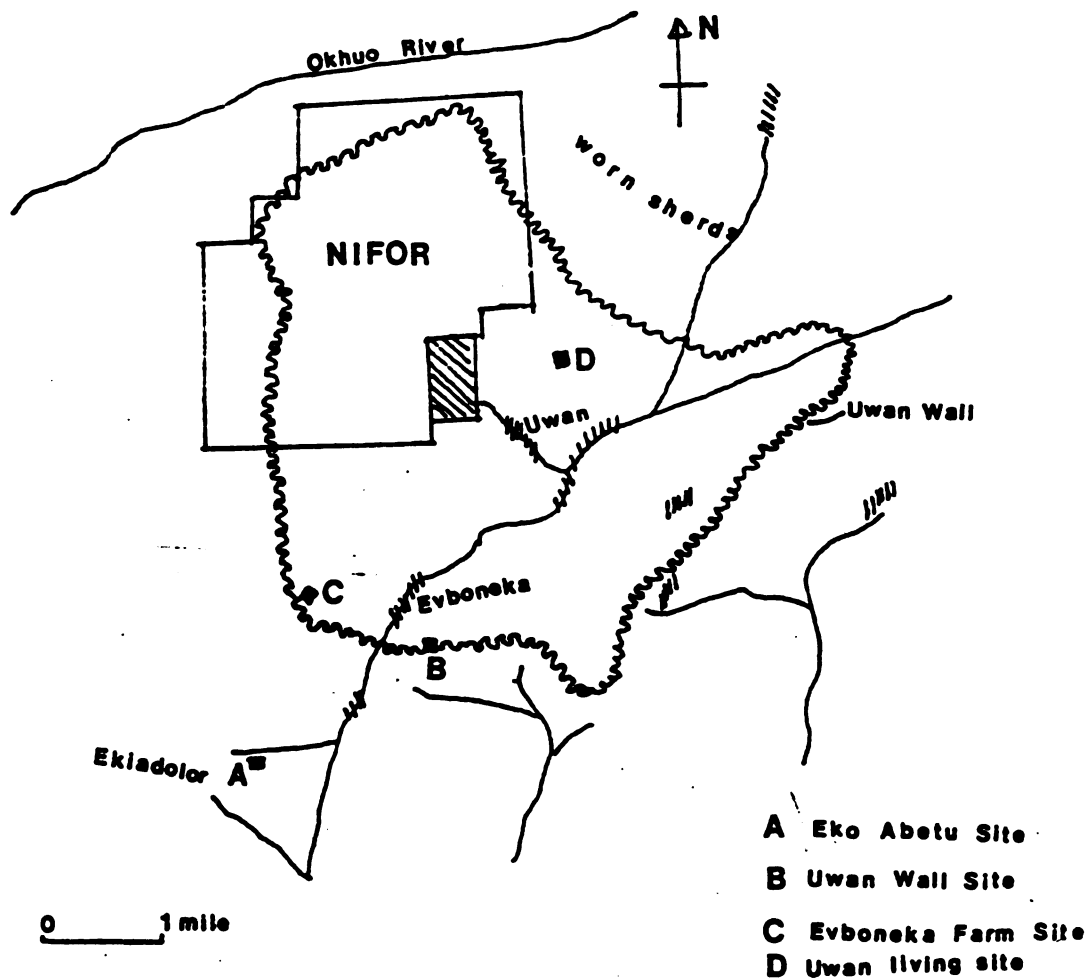 Okhuo River
N
worn sherds
NIFOR
D
Uwan
Uwan Wall
C
Evboneka
B
Ekiadolor
A
A Eko Abetu Site
B Uwan Wall Site
0 1 mile
C Evboneka Farm Site
D Uwan living site